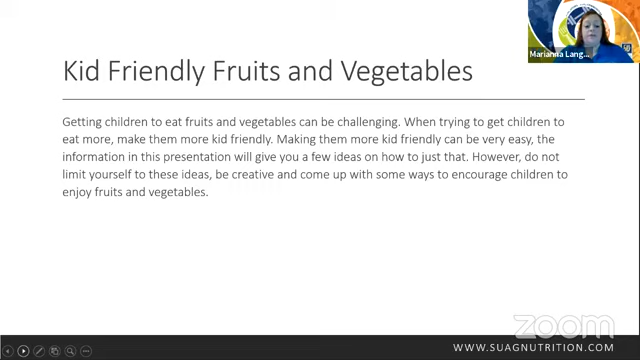 Marianna Lang...
Kid Friendly Fruits and Vegetables
Getting children to eat fruits and vegetables can be challenging. When trying to get children to
eat more, make them more kid friendly. Making them more kid friendly can be very easy, the
information in this presentation will give you a few ideas on how to just that. However, do not
limit yourself to these ideas, be creative and come up with some ways to encourage children to
enjoy fruits and vegetables.
zoom
WWW.SUAGNUTRITION.COM